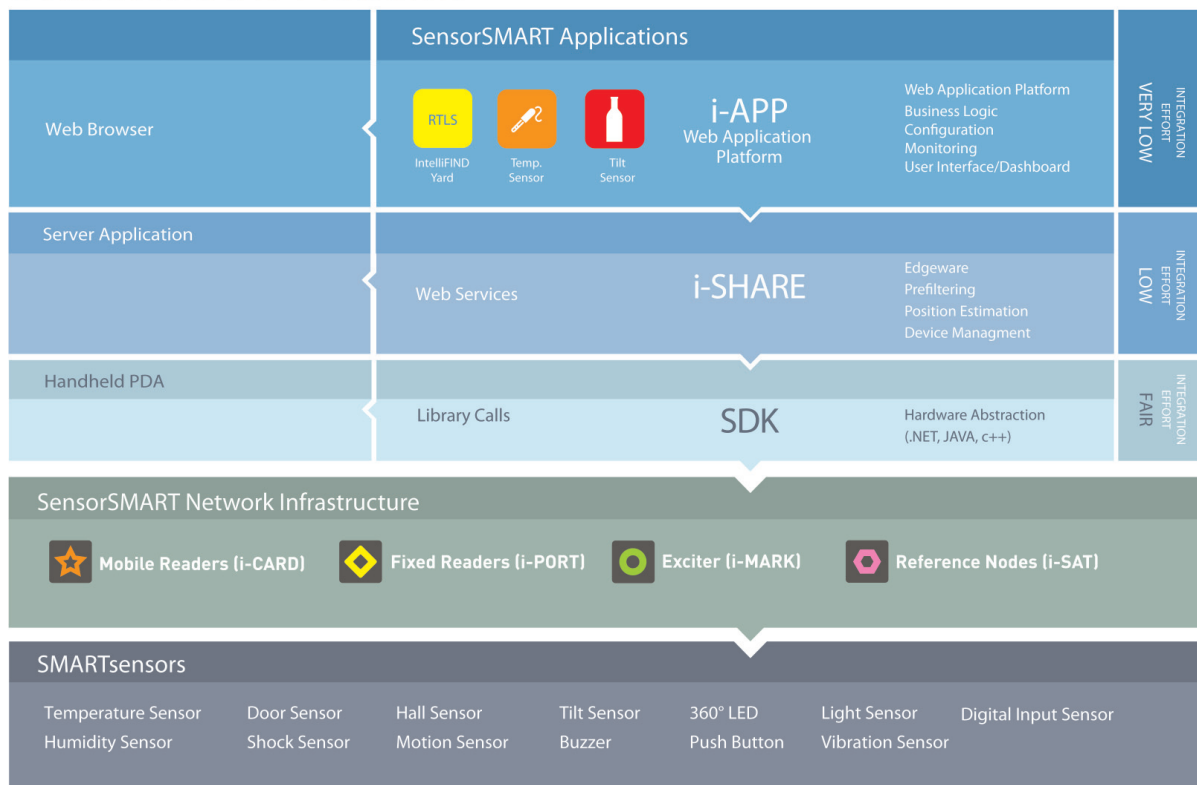 SensorSMART Applications
Web Browser
RTLS
IntelliFIND
Yard
Temp.
Sensor
Tilt
Sensor
i-APP
Web Application
Platform
Web Application Platform
Business Logic
Configuration
Monitoring
User Interface/Dashboard
INTEGRATION
EFFORT
VERY LOW
Server Application
Web Services
i-SHARE
Edgeware
Prefiltering
Position Estimation
Device Managment
INTEGRATION
EFFORT
LOW
Handheld PDA
Library Calls
SDK
Hardware Abstraction
(.NET, JAVA, c++)
INTEGRATION
EFFORT
FAIR
SensorSMART Network Infrastructure
Mobile Readers (i-CARD)
Fixed Readers (i-PORT)
Exciter (i-MARK)
Reference Nodes (i-SAT)
SMARTsensors
Temperature Sensor
Door Sensor
Hall Sensor
Tilt Sensor
360° LED
Light Sensor
Digital Input Sensor
Humidity Sensor
Shock Sensor
Motion Sensor
Buzzer
Push Button
Vibration Sensor